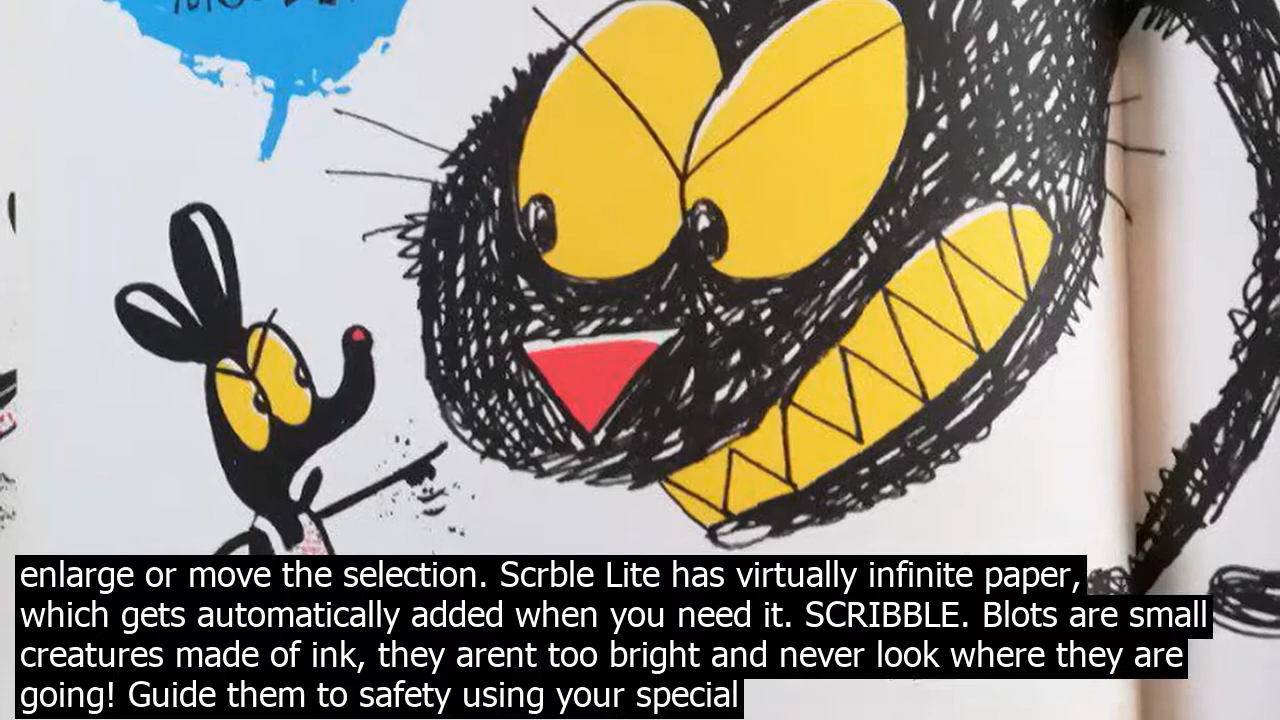 enlarge or move the selection. Scrble Lite has virtually infinite paper,
which gets automatically added when you need it. SCRIBBLE. Blots are small
creatures made of ink, they arent too bright and never look where they are
going! Guide them to safety using your special